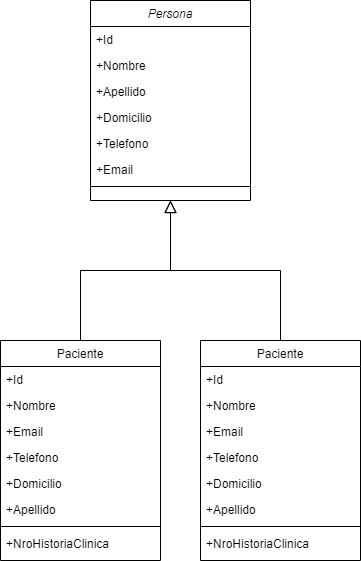 Persona
+Id
+Nombre
+Apellido
+Domicilio
+Telefono
+Email
Paciente
+Id
+Nombre
+Email
+Telefono
+Domicilio
+Apellido
+NroHistoriaClinica
Paciente
+Id
+Nombre
+Email
+Telefono
+Domicilio
+Apellido
+NroHistoriaClinica